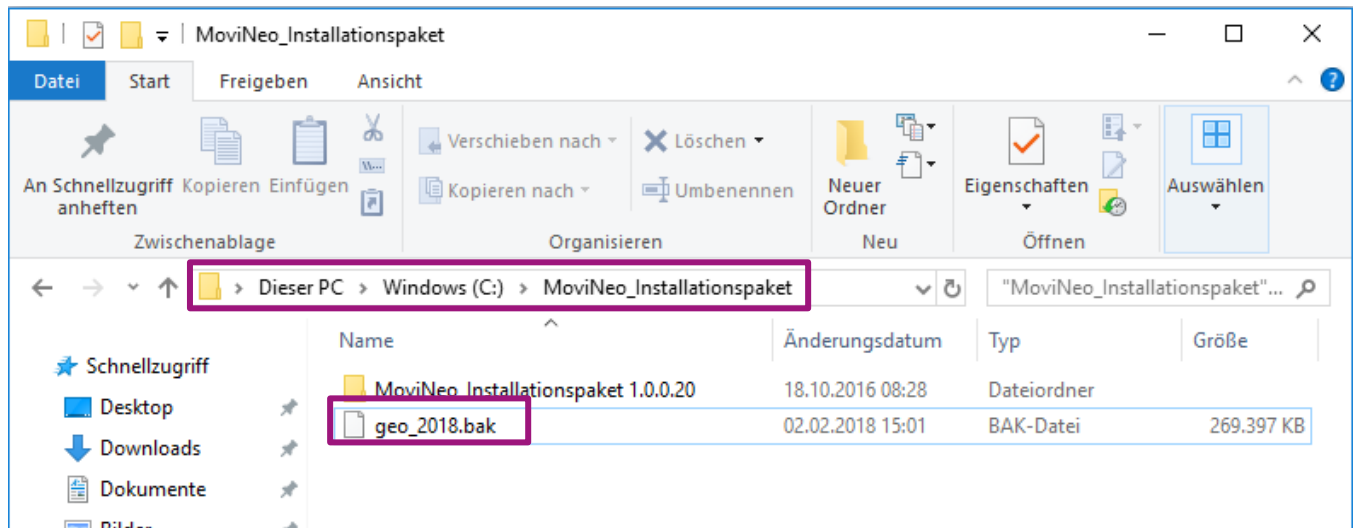 MoviNeo_Installationspaket
Datei Start Freigeben Ansicht
An Schnellzugriff anheften
Kopieren
Einfügen
Verschieben nach
Kopieren nach
Löschen
Umbenennen
Neuer Ordner
Eigenschaften
Auswählen
Zwischenablage Organisieren Neu Öffnen
Dieser PC > Windows (C:) > MoviNeo_Installationspaket
"MoviNeo_Installationspaket"...
Name Änderungsdatum Typ Größe
Schnellzugriff
Desktop
Downloads
Dokumente
Bilder
MoviNeo_Installationspaket 1.0.0.20 18.10.2016 08:28 Dateiordner
geo_2018.bak 02.02.2018 15:01 BAK-Datei 269.397 KB